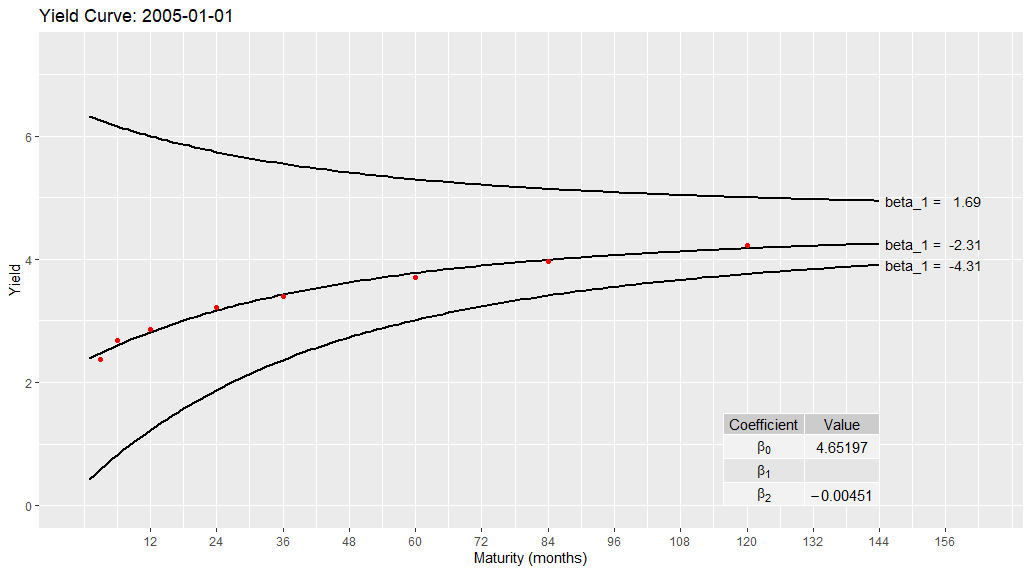 Yield Curve: 2005-01-01
Yield
6
4
2
0
beta_1 = 1.69
beta_1 = -2.31
beta_1 = -4.31
Coefficient Value
β0 4.65197
β1
β2 −0.00451
12 24 36 48 60 72 84 96 108 120 132 144 156
Maturity (months)